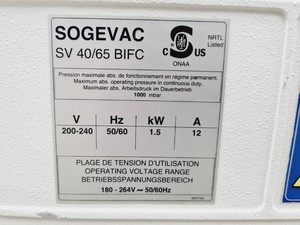 SOGEVAC
SV 40/65 BIFC
C US
NRTL
Listed
ONAA
Pression maximale abs. de fonctionnement en régime permanent.
Maximum abs. operating pressure in continuous duty.
Maximaler abs. Arbeitsdruck im Dauerbetrieb
1000 mbar
V Hz kW A
200-240 50/60 1.5 12
PLAGE DE TENSION D'UTILISATION
OPERATING VOLTAGE RANGE
BETRIEBSSPANNUNGSBEREICH
180 - 264V ~ 50/60Hz